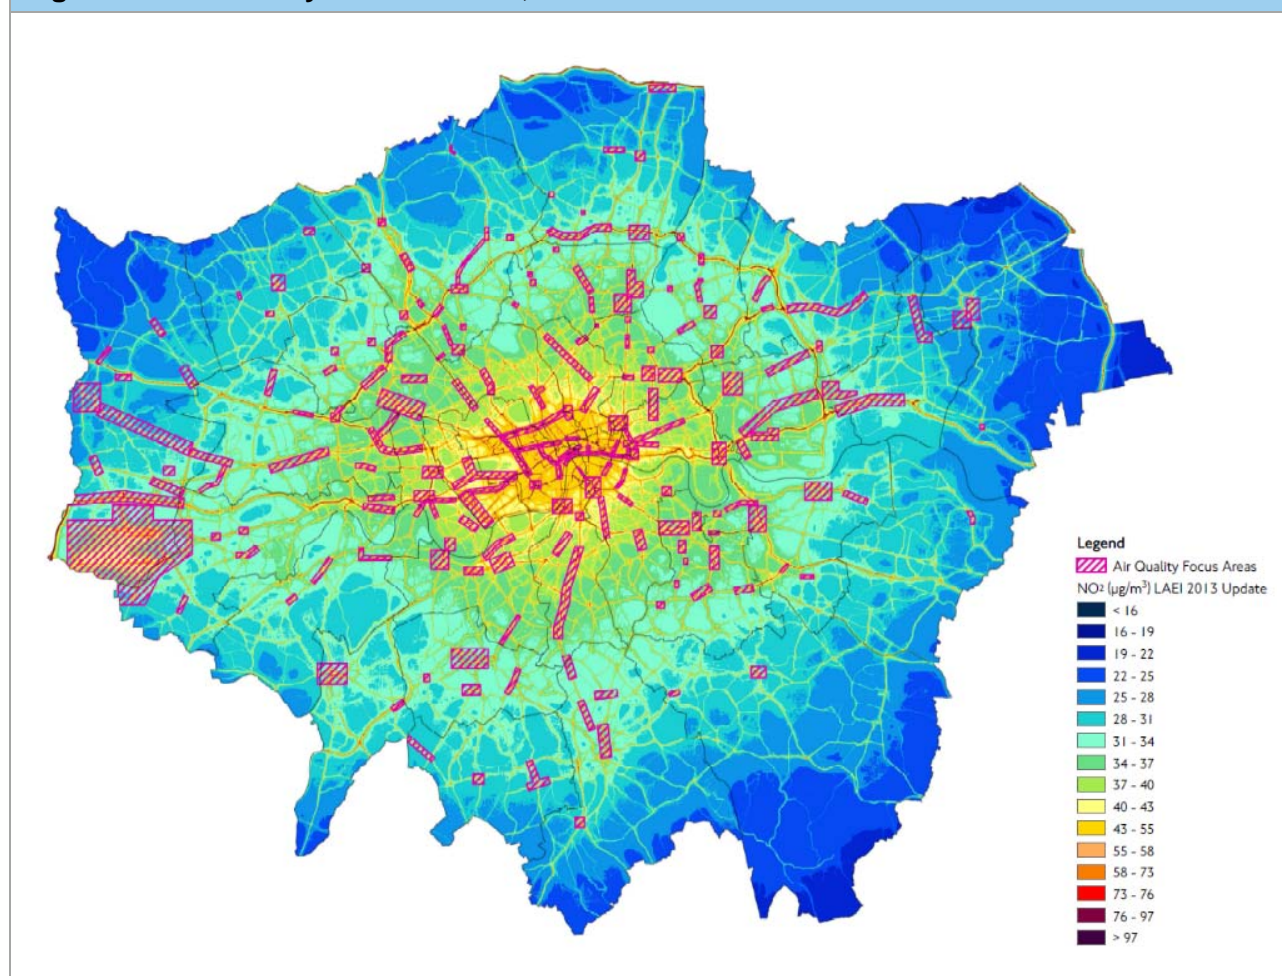 Legend
Air Quality Focus Areas
NO2 (µg/m3) LAEI 2013 Update
< 16
16 - 19
19 - 22
22 - 25
25 - 28
28 - 31
31 - 34
34 - 37
37 - 40
40 - 43
43 - 55
55 - 58
58 - 73
73 - 76
76 - 97
> 97